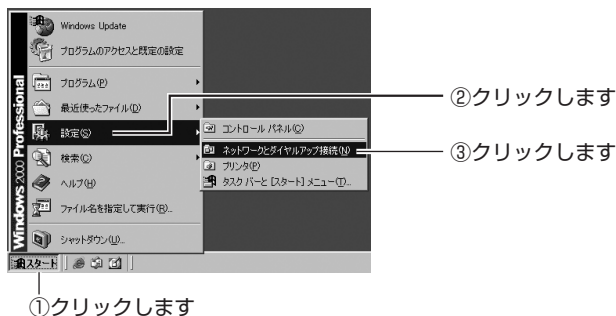 Windows Update
プログラムのアクセスと既定の設定
プログラム(P)
最近使ったファイル(D)
設定(S)
検索(C)
ヘルプ(H)
ファイル名を指定して実行(R)...
シャットダウン(U)...
Windows 2000 Professional
コントロール パネル(C)
ネットワークとダイヤルアップ接続(N)
プリンタ(P)
タスク バーと [スタート] メニュー(T)...
スタート
②クリックします
③クリックします
①クリックします